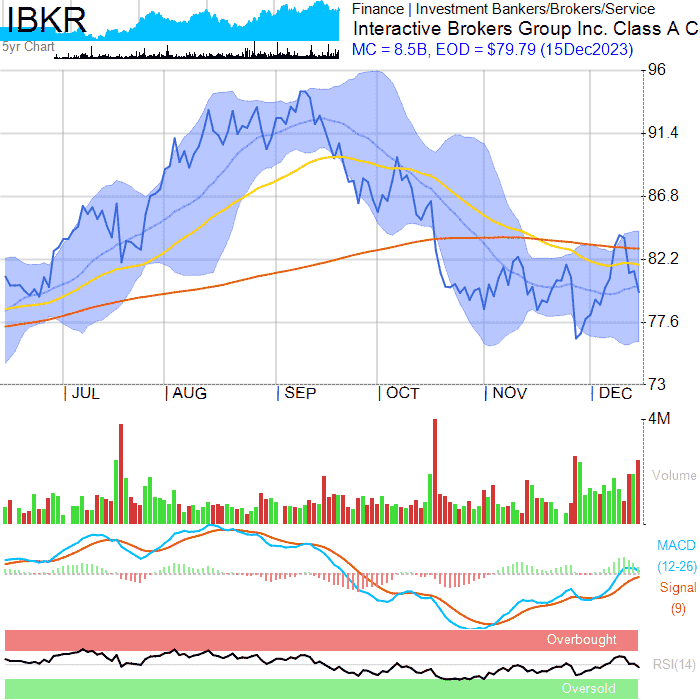 IBKR
5yr Chart
Finance | Investment Bankers/Brokers/Service
Interactive Brokers Group Inc. Class A C
MC = 8.5B, EOD = $79.79 (15Dec2023)
96
91.4
86.8
82.2
77.6
73
| JUL | AUG | SEP | OCT | NOV | DEC
4M
Volume
MACD
(12-26)
Signal
(9)
Overbought
RSI(14)
Oversold